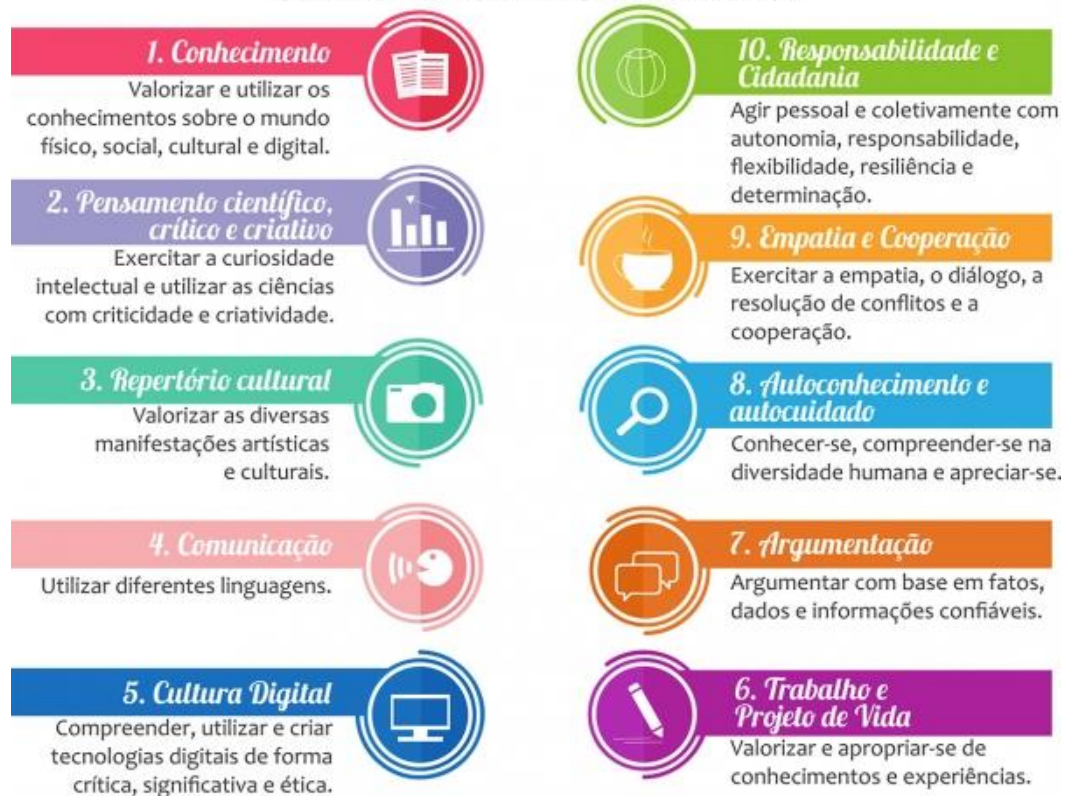 1. Conhecimento
Valorizar e utilizar os
conhecimentos sobre o mundo
físico, social, cultural e digital.
2. Pensamento científico,
crítico e criativo
Exercitar a curiosidade
intelectual e utilizar as ciências
com criticidade e criatividade.
3. Repertório cultural
Valorizar as diversas
manifestações artísticas
e culturais.
4. Comunicação
Utilizar diferentes linguagens.
5. Cultura Digital
Compreender, utilizar e criar
tecnologias digitais de forma
crítica, significativa e ética.
10. Responsabilidade e
Cidadania
Agir pessoal e coletivamente com
autonomia, responsabilidade,
flexibilidade, resiliência e
determinação.
9. Empatia e Cooperação
Exercitar a empatia, o diálogo, a
resolução de conflitos e a
cooperação.
8. Autoconhecimento e
autocuidado
Conhecer-se, compreender-se na
diversidade humana e apreciar-se.
7. Argumentação
Argumentar com base em fatos,
dados e informações confiáveis.
6. Trabalho e
Projeto de Vida
Valorizar e apropriar-se de
conhecimentos e experiências.